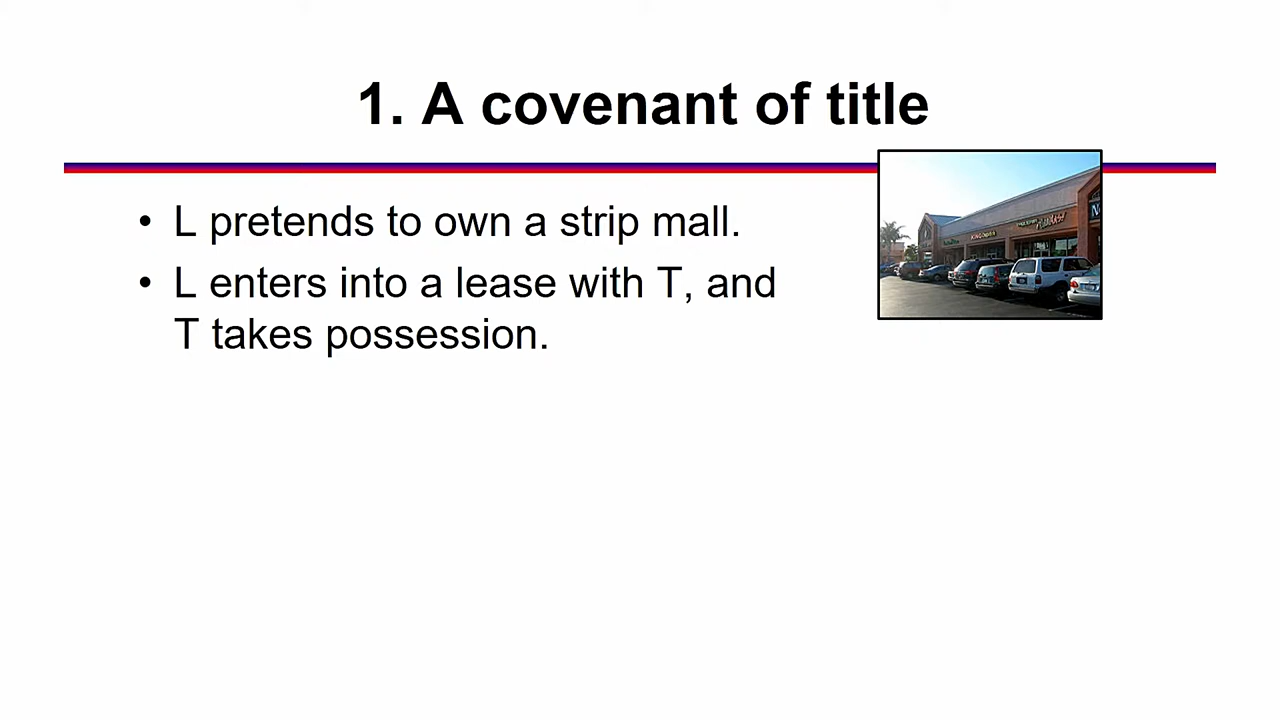 1. A covenant of title
• L pretends to own a strip mall.
• L enters into a lease with T, and
T takes possession.